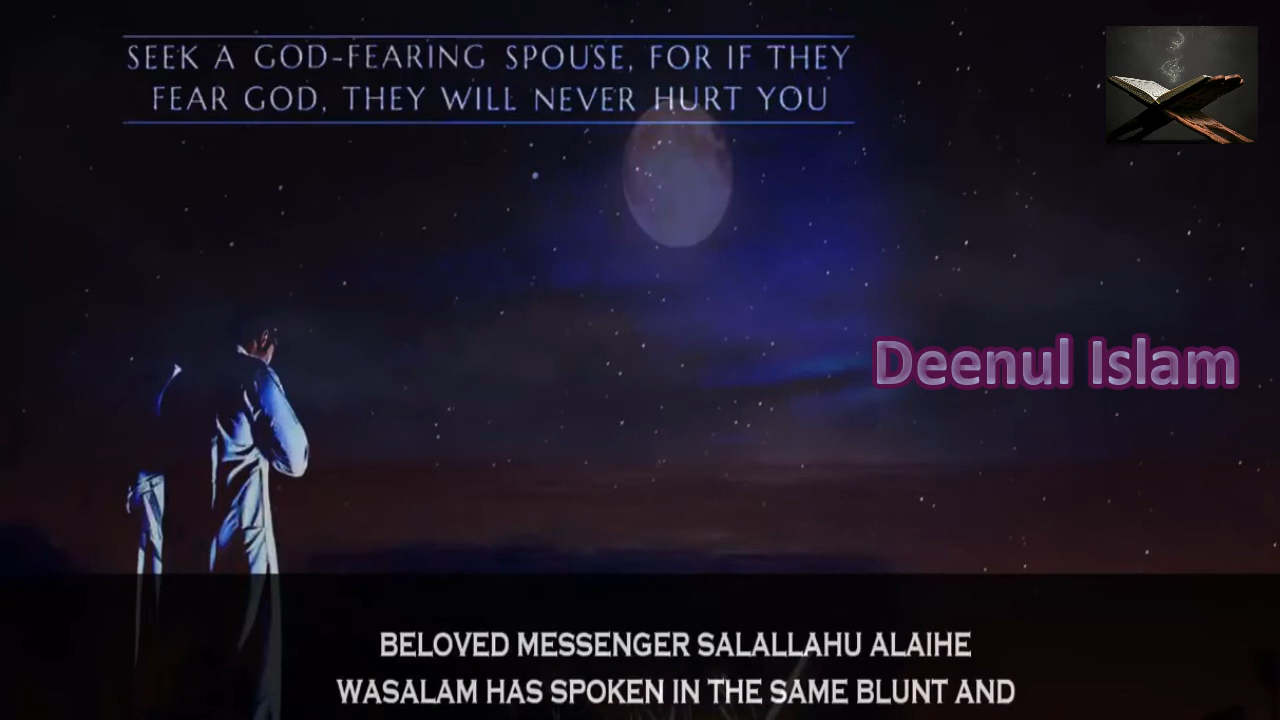 SEEK A GOD-FEARING SPOUSE, FOR IF THEY
FEAR GOD, THEY WILL NEVER HURT YOU
Deenul Islam
BELOVED MESSENGER SALALLAHU ALAIHE
WASALAM HAS SPOKEN IN THE SAME BLUNT AND